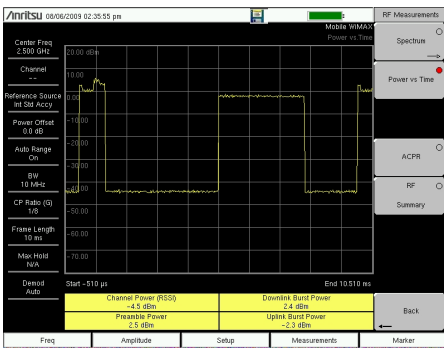 Anritsu 08/06/2009 02:35:55 pm
RF Measurements
Mobile WiMAX
Power vs.Time
Center Freq
2.500 GHz
Channel
--
Reference Source
Int Std Accy
Power Offset
0.0 dB
Auto Range
On
BW
10 MHz
CP Ratio (G)
1/8
Frame Length
10 ms
Max Hold
N/A
Demod
Auto
20.00 dBm
10.00
0.00
-20.00
-30.00
-40.00
-50.00
-60.00
-70.00
Start -510 µs
End 10.510 ms
Channel Power (RSSI)
-4.5 dBm
Downlink Burst Power
2.4 dBm
Preamble Power
2.5 dBm
Uplink Burst Power
-2.3 dBm
Spectrum
Power vs Time
ACPR
RF
Summary
Back
Freq
Amplitude
Setup
Measurements
Marker